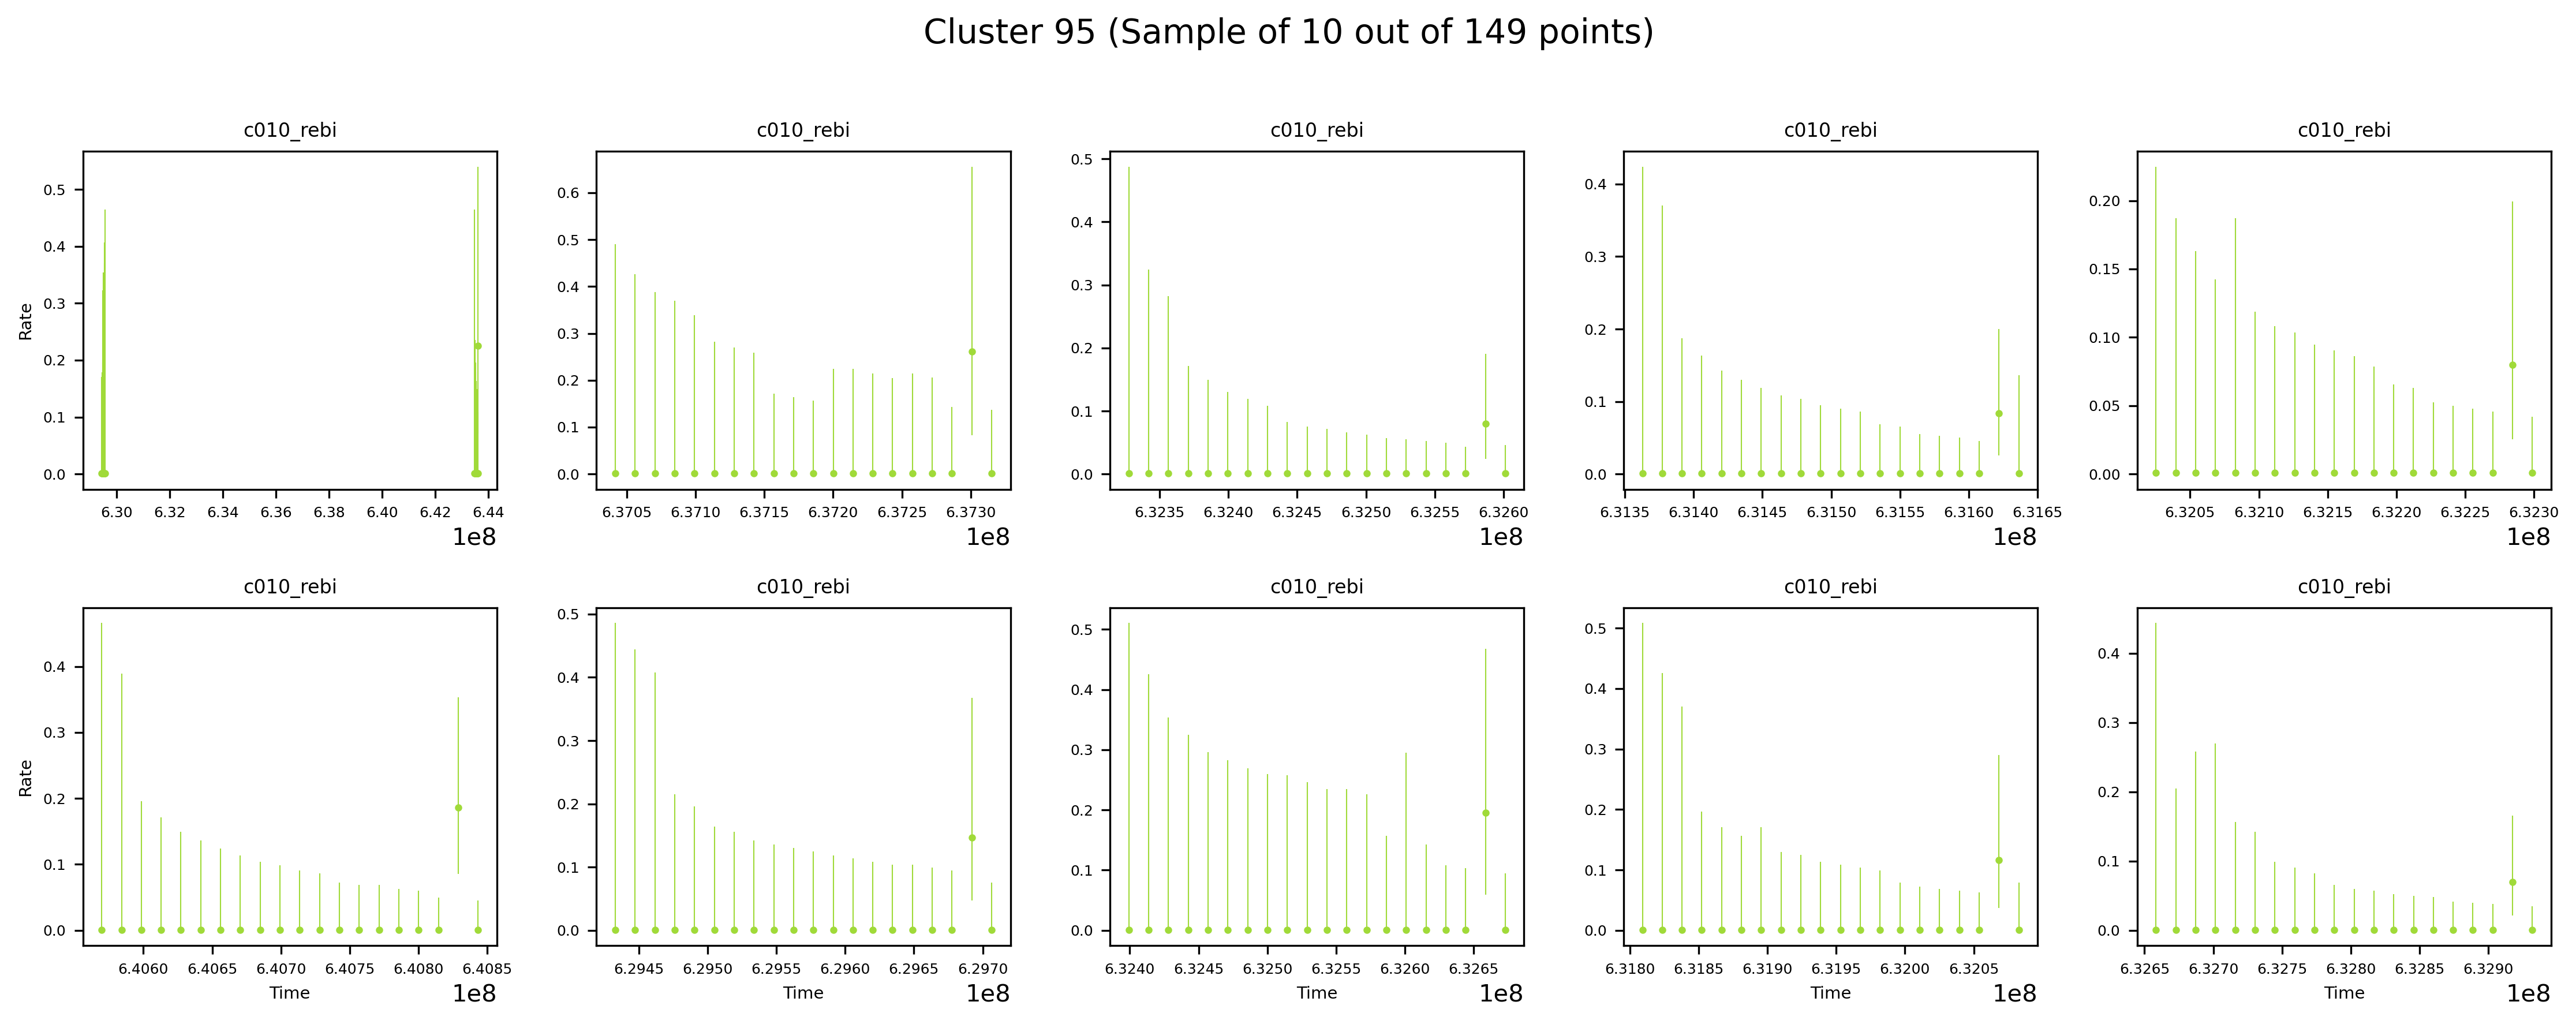 Cluster 95 (Sample of 10 out of 149 points)
c010_rebi c010_rebi c010_rebi c010_rebi c010_rebi
Rate
0.5 0.4 0.3 0.2 0.1 0.0
6.30 6.32 6.34 6.36 6.38 6.40 6.42 6.44
1e8
0.6 0.5 0.4 0.3 0.2 0.1 0.0
6.3705 6.3710 6.3715 6.3720 6.3725 6.3730
1e8
0.5 0.4 0.3 0.2 0.1 0.0
6.3235 6.3240 6.3245 6.3250 6.3255 6.3260
1e8
0.4 0.3 0.2 0.1 0.0
6.3135 6.3140 6.3145 6.3150 6.3155 6.3160 6.3165
1e8
0.20 0.15 0.10 0.05 0.00
6.3205 6.3210 6.3215 6.3220 6.3225 6.3230
1e8
c010_rebi c010_rebi c010_rebi c010_rebi c010_rebi
Rate
0.4 0.3 0.2 0.1 0.0
6.4060 6.4065 6.4070 6.4075 6.4080 6.4085
Time
1e8
0.5 0.4 0.3 0.2 0.1 0.0
6.2945 6.2950 6.2955 6.2960 6.2965 6.2970
Time
1e8
0.5 0.4 0.3 0.2 0.1 0.0
6.3240 6.3245 6.3250 6.3255 6.3260 6.3265
Time
1e8
0.5 0.4 0.3 0.2 0.1 0.0
6.3180 6.3185 6.3190 6.3195 6.3200 6.3205
Time
1e8
0.4 0.3 0.2 0.1 0.0
6.3265 6.3270 6.3275 6.3280 6.3285 6.3290
Time
1e8